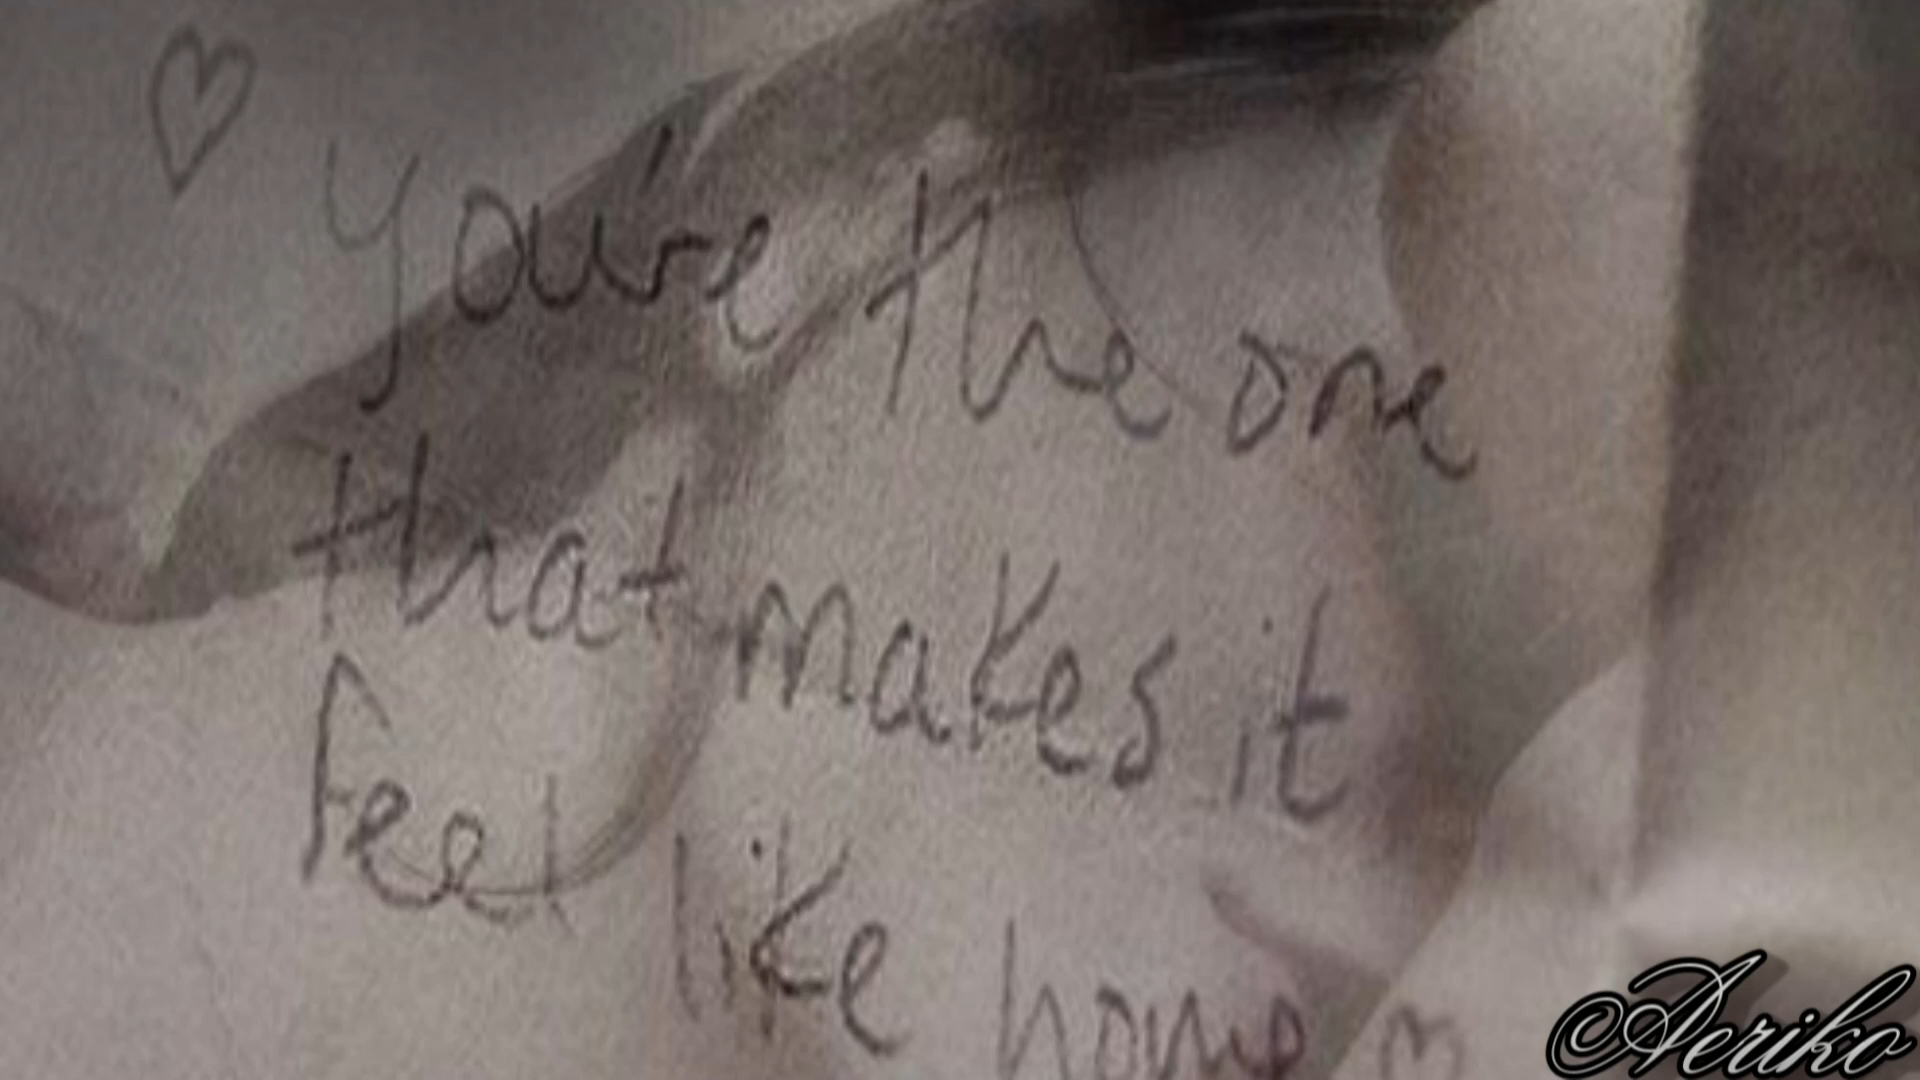 ♡ you're the one
that makes it
feel like home ♡
©Aeriko